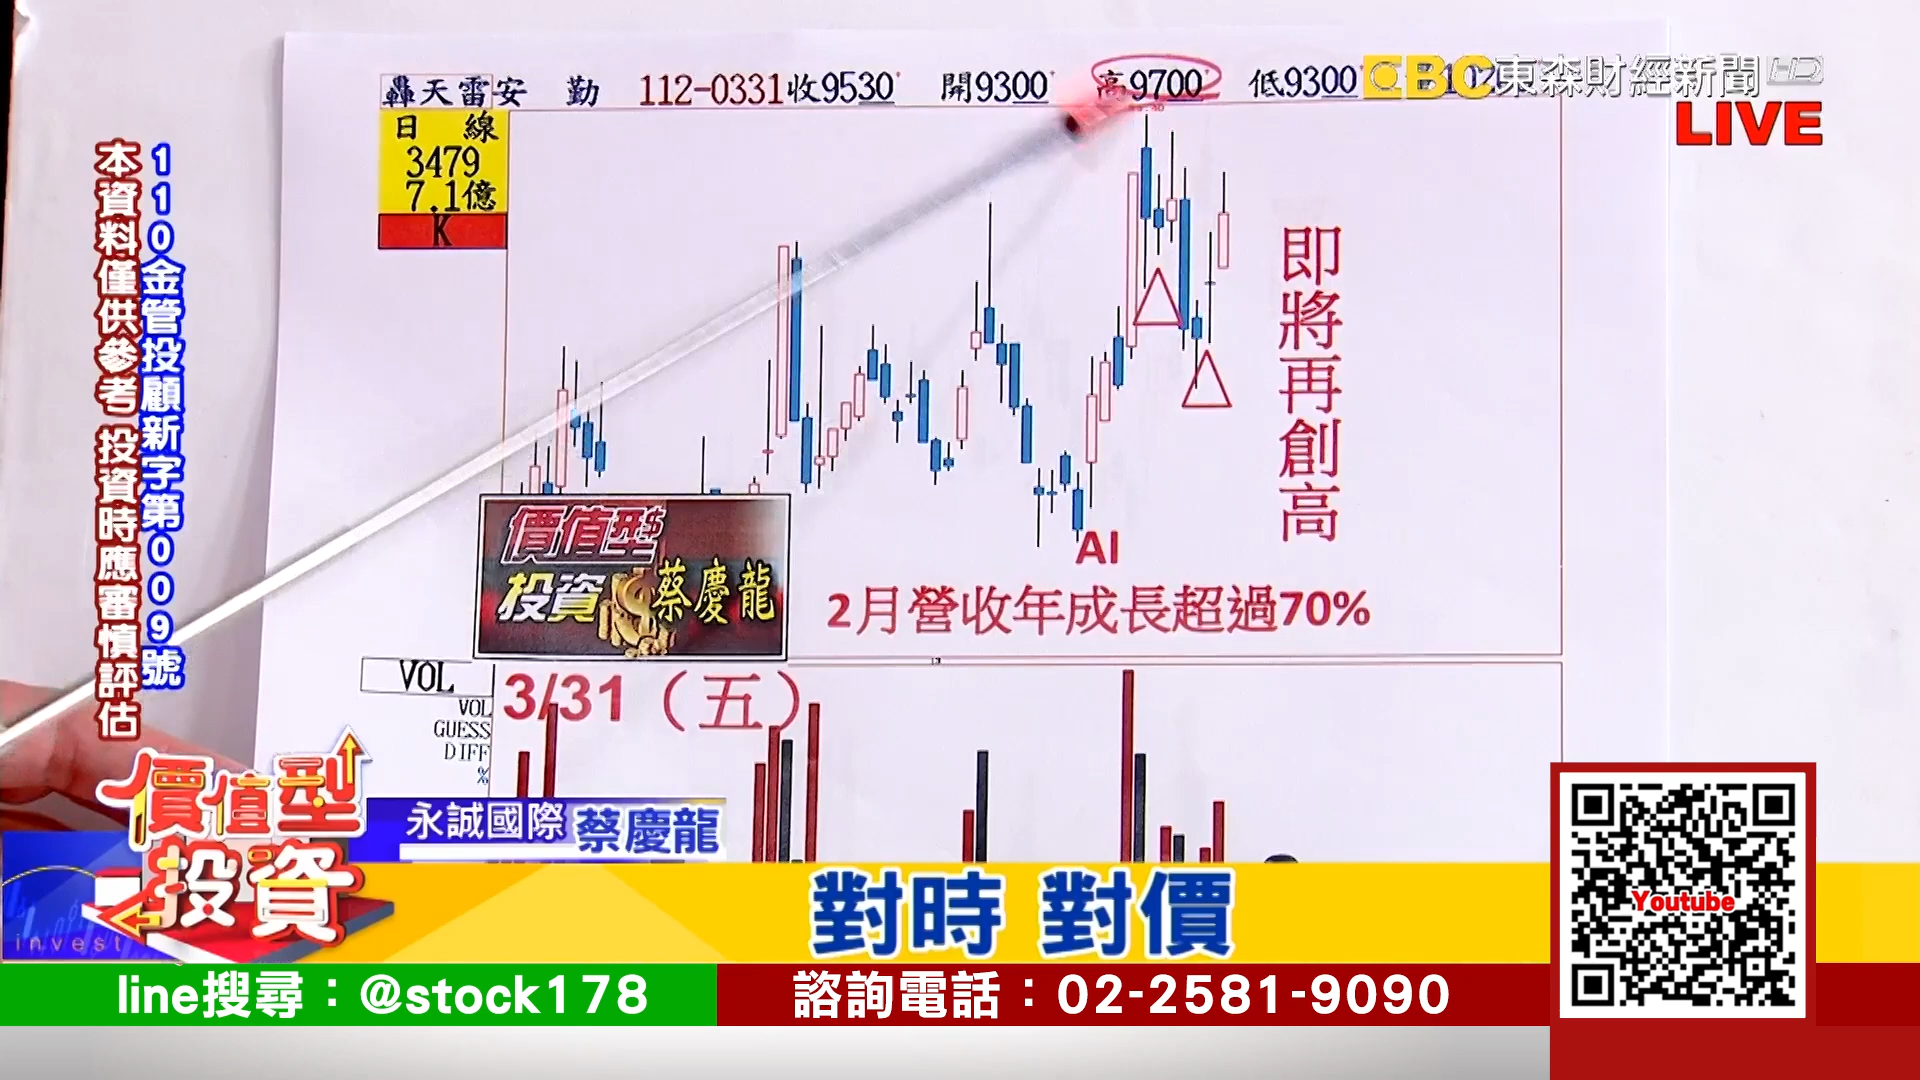 轟天雷安 勤 112-0331收9530 開9300 高9700 低9300
EBC東森財經新聞 HD
LIVE
日 線
3479
7.1億
K
110金管投顧新字第009號
本資料僅供參考 投資時應審慎評估
即將再創高
AI
2月營收年成長超過70%
價值型
投資 蔡慶龍
VOL
VOL
GUESS
DIFF
%
3/31（五）
價值型
投資
invest
永誠國際 蔡慶龍
對時 對價
Youtube
line搜尋：@stock178
諮詢電話：02-2581-9090